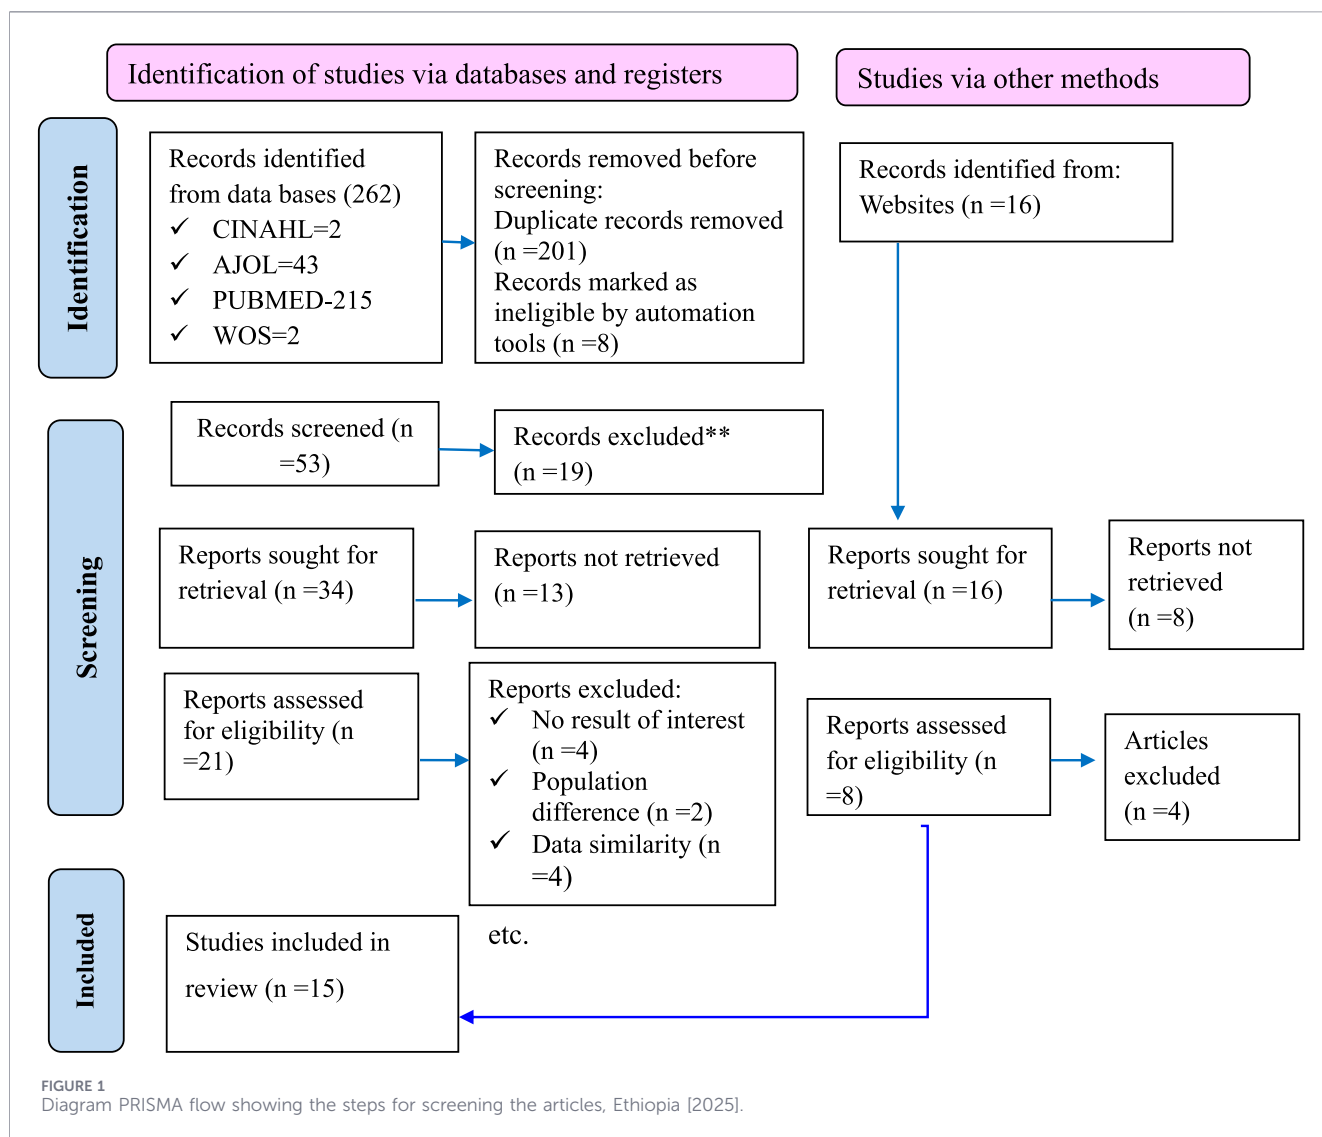 Identification of studies via databases and registers
Studies via other methods
Identification
Records identified
from data bases (262)
✓ CINAHL=2
✓ AJOL=43
✓ PUBMED-215
✓ WOS=2
Records removed before
screening:
Duplicate records removed
(n =201)
Records marked as
ineligible by automation
tools (n =8)
Records identified from:
Websites (n =16)
Screening
Records screened (n
=53)
Records excluded**
(n =19)
Reports sought for
retrieval (n =34)
Reports not retrieved
(n =13)
Reports sought for
retrieval (n =16)
Reports not
retrieved
(n =8)
Reports assessed
for eligibility (n
=21)
Reports excluded:
✓ No result of interest
(n =4)
✓ Population
difference (n =2)
✓ Data similarity (n
=4)
etc.
Reports assessed
for eligibility (n
=8)
Articles
excluded
(n =4)
Included
Studies included in
review (n =15)
FIGURE 1
Diagram PRISMA flow showing the steps for screening the articles, Ethiopia [2025].